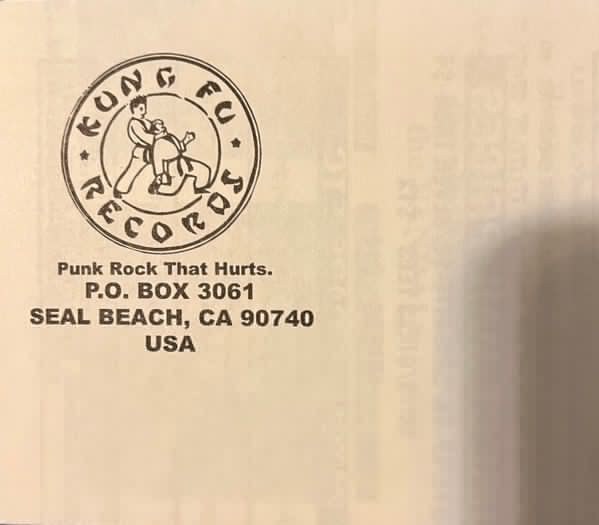 KUNG FU
RECORDS
Punk Rock That Hurts.
P.O. BOX 3061
SEAL BEACH, CA 90740
USA